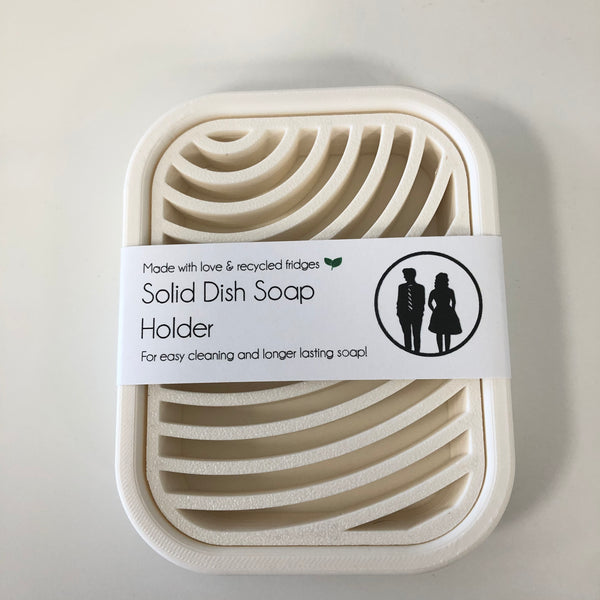 Made with love & recycled fridges
Solid Dish Soap
Holder
For easy cleaning and longer lasting soap!